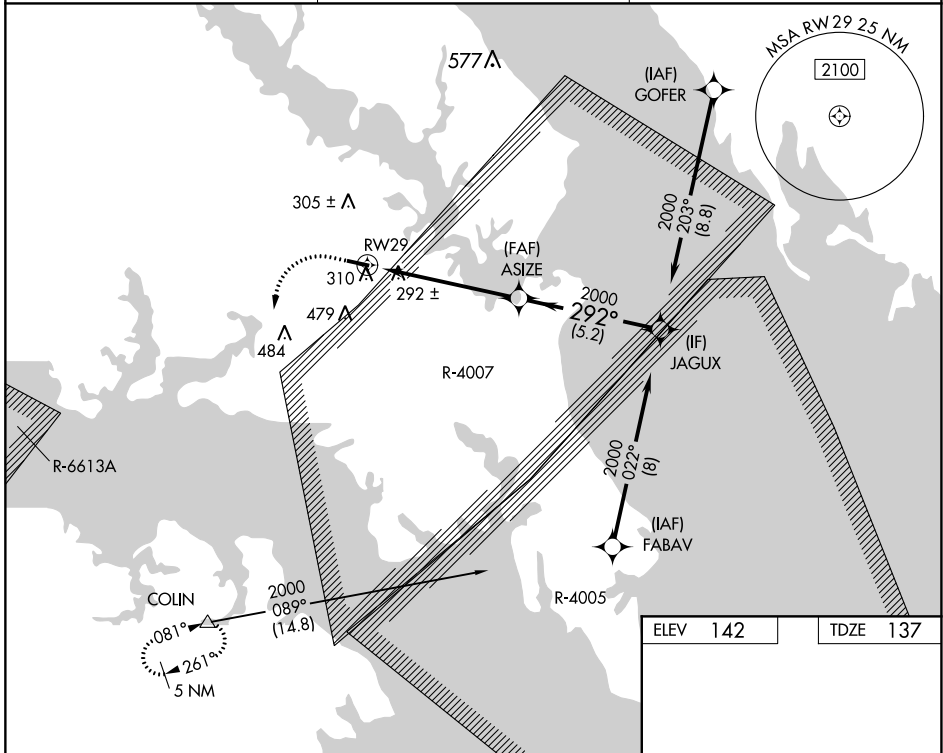 577
MSA RW29 25 NM
2100
(IAF)
GOFER
2000
203°
(8.8)
305 ±
RW29
310
292 ±
(FAF)
ASIZE
2000
292°
(5.2)
(IF)
JAGUX
479
484
R-4007
R-6613A
2000
022°
(8)
(IAF)
FABAV
R-4005
COLIN
2000
089°
(14.8)
081°
261°
5 NM
ELEV 142
TDZE 137